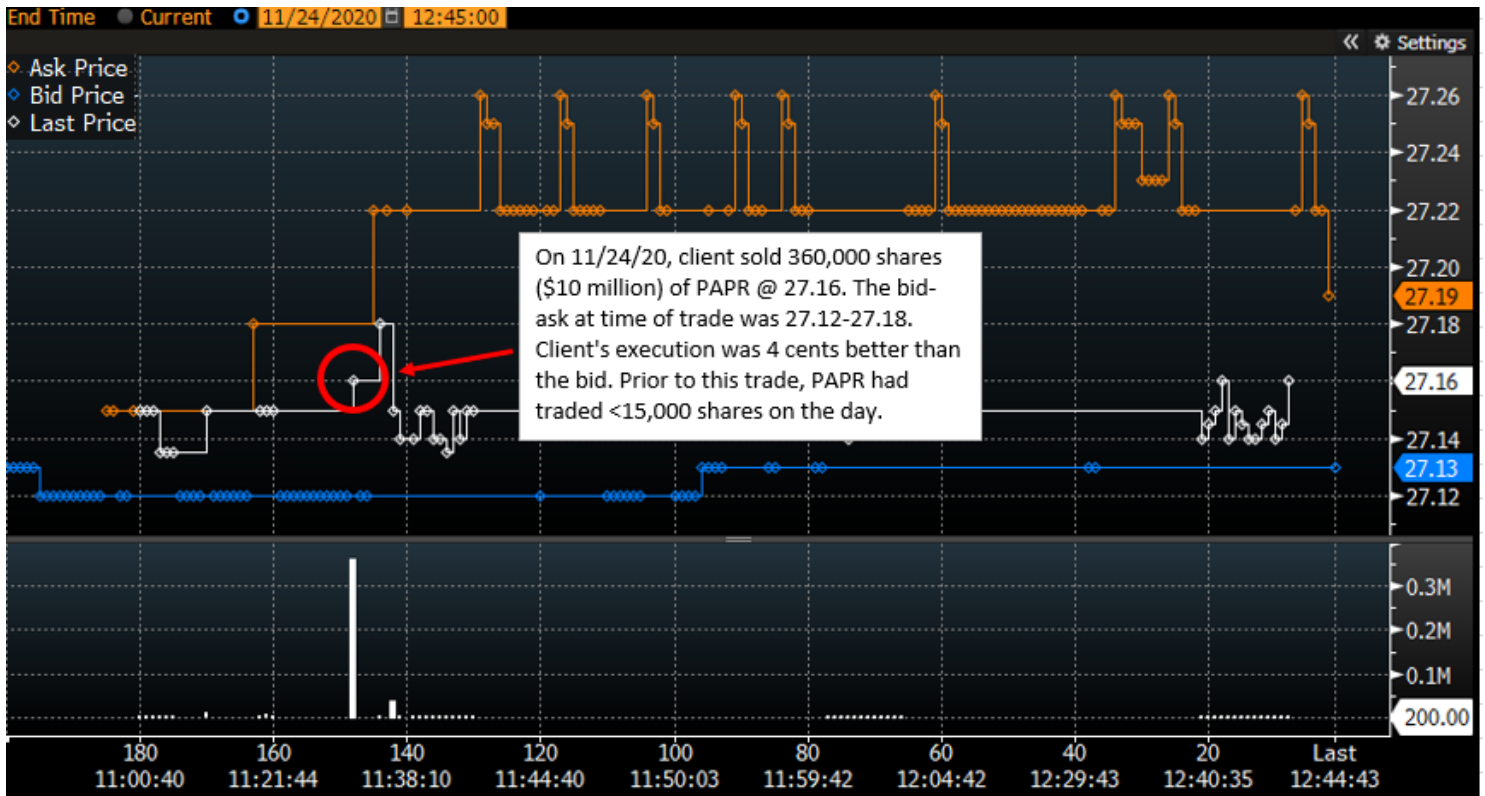 End Time Current 11/24/2020 12:45:00
« Settings
Ask Price
Bid Price
Last Price
27.26
27.24
27.22
27.20
27.19
27.18
27.16
27.14
27.13
27.12
On 11/24/20, client sold 360,000 shares
($10 million) of PAPR @ 27.16. The bid-
ask at time of trade was 27.12-27.18.
Client's execution was 4 cents better than
the bid. Prior to this trade, PAPR had
traded <15,000 shares on the day.
0.3M
0.2M
0.1M
200.00
180 160 140 120 100 80 60 40 20 Last
11:00:40 11:21:44 11:38:10 11:44:40 11:50:03 11:59:42 12:04:42 12:29:43 12:40:35 12:44:43